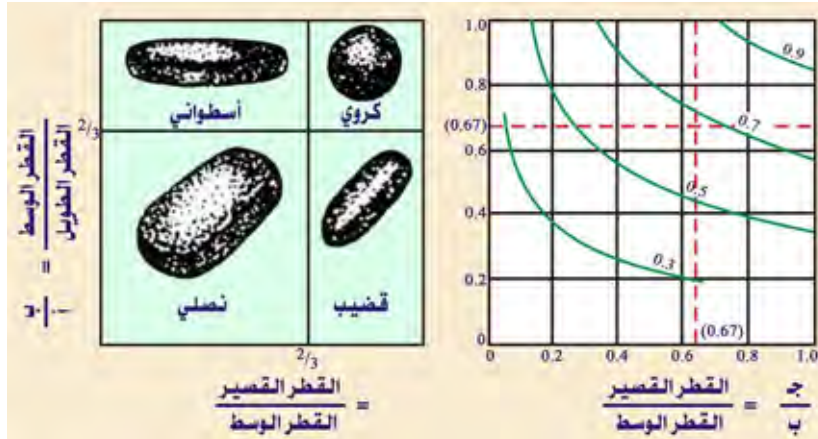 أسطواني
كروي
نصلي
قضيب
2/3
2/3
ب / أ = القطر الوسط / القطر الطويل
= القطر القصير / القطر الوسط
1.0
0.8
(0.67)
0.6
0.4
0.2
0
0.9
0.7
0.5
0.3
(0.67)
0 0.2 0.4 0.6 0.8 1.0
جـ / ب = القطر القصير / القطر الوسط